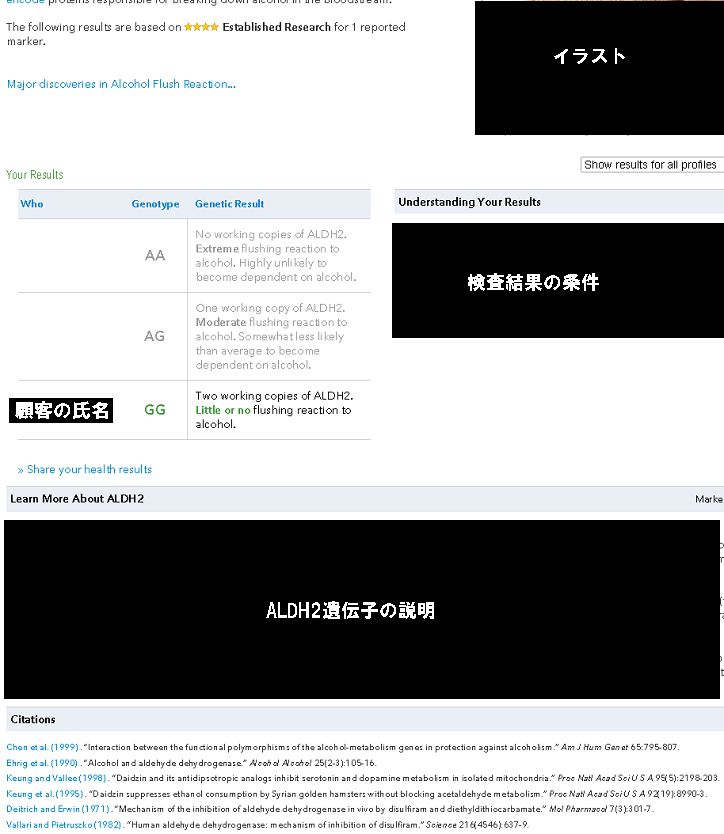 encode proteins responsible for breaking down alcohol in the bloodstream.
The following results are based on ★★★★ Established Research for 1 reported
marker.
イラスト
Major discoveries in Alcohol Flush Reaction...
Show results for all profiles
Your Results
Who Genotype Genetic Result
AA
No working copies of ALDH2.
Extreme flushing reaction to
alcohol. Highly unlikely to
become dependent on alcohol.
AG
One working copy of ALDH2.
Moderate flushing reaction to
alcohol. Somewhat less likely
than average to become
dependent on alcohol.
顧客の氏名
GG
Two working copies of ALDH2.
Little or no flushing reaction to
alcohol.
Understanding Your Results
検査結果の条件
» Share your health results
Learn More About ALDH2 Marke
ALDH2遺伝子の説明
Citations
Chen et al. (1999) . "Interaction between the functional polymorphisms of the alcohol-metabolism genes in protection against alcoholism." Am J Hum Genet 65:795-807.
Ehrig et al. (1990) . "Alcohol and aldehyde dehydrogenase." Alcohol Alcohol 25(2-3):105-16.
Keung and Vallee (1998) . "Daidzin and its antidipsotropic analogs inhibit serotonin and dopamine metabolism in isolated mitochondria." Proc Natl Acad Sci U S A 95(5):2198-203.
Keung et al. (1995) . "Daidzin suppresses ethanol consumption by Syrian golden hamsters without blocking acetaldehyde metabolism." Proc Natl Acad Sci U S A 92(19):8990-3.
Deitrich and Erwin (1971) . "Mechanism of the inhibition of aldehyde dehydrogenase in vivo by disulfiram and diethyldithiocarbamate." Mol Pharmacol 7(3):301-7.
Vallari and Pietruszko (1982) . "Human aldehyde dehydrogenase: mechanism of inhibition of disulfiram." Science 216(4546):637-9.